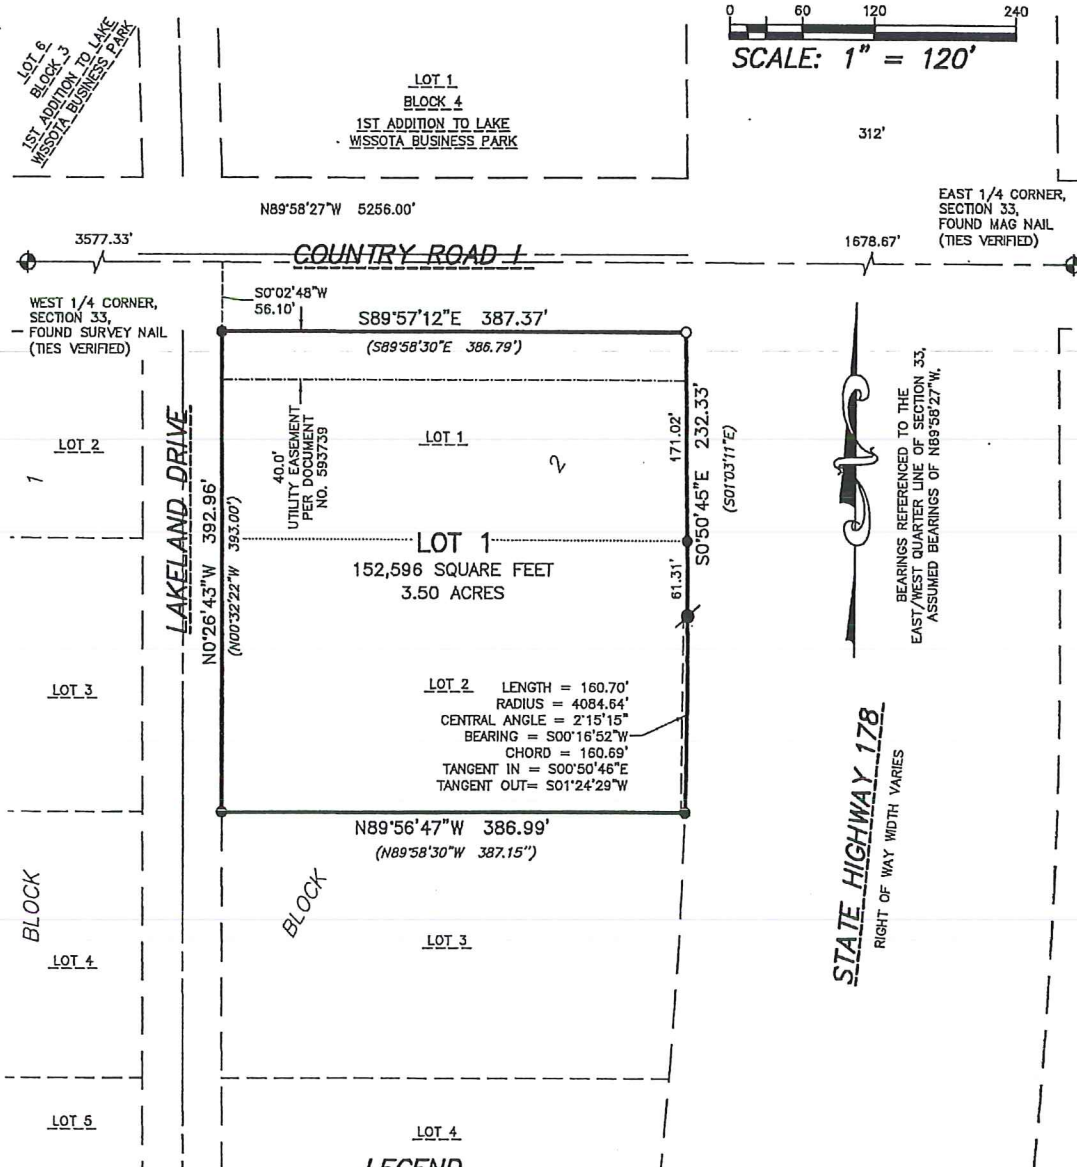 0 60 120 240
SCALE: 1" = 120'
LOT 6
BLOCK 3
1ST ADDITION TO LAKE
WISSOTA BUSINESS PARK
LOT 1
BLOCK 4
1ST ADDITION TO LAKE
WISSOTA BUSINESS PARK
312'
EAST 1/4 CORNER,
SECTION 33,
FOUND MAG NAIL
(TIES VERIFIED)
N89°58'27"W 5256.00'
3577.33'
COUNTRY ROAD I
1678.67'
WEST 1/4 CORNER,
SECTION 33,
FOUND SURVEY NAIL
(TIES VERIFIED)
S0°02'48"W
56.10'
S89°57'12"E 387.37'
(S89°58'30"E 386.79')
LOT 2
1
LAKELAND DRIVE
N0°26'43"W 392.96'
(N00°32'22"W 393.00')
40.0'
UTILITY EASEMENT
PER DOCUMENT
NO. 593739
LOT 1
2
171.02'
S0°50'45"E 232.33'
(S01°03'11"E)
61.31'
BEARINGS REFERENCED TO THE
EAST/WEST QUARTER LINE OF SECTION 33,
ASSUMED BEARINGS OF N89°58'27"W.
LOT 1
152,596 SQUARE FEET
3.50 ACRES
LOT 3
LOT 2
LENGTH = 160.70'
RADIUS = 4084.64'
CENTRAL ANGLE = 2°15'15"
BEARING = S00°16'52"W
CHORD = 160.69'
TANGENT IN = S00°50'46"E
TANGENT OUT= S01°24'29"W
N89°56'47"W 386.99'
(N89°58'30"W 387.15")
STATE HIGHWAY 178
RIGHT OF WAY WIDTH VARIES
BLOCK
BLOCK
LOT 3
LOT 4
LOT 5
LOT 4
LEGEND